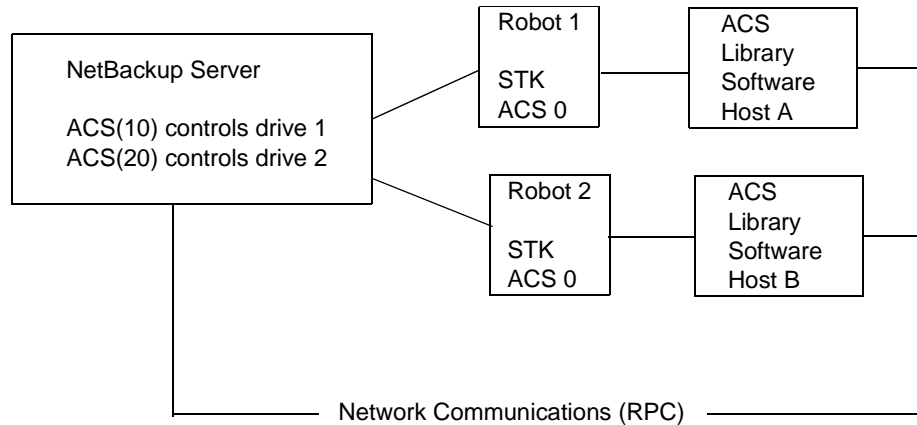 NetBackup Server
ACS(10) controls drive 1
ACS(20) controls drive 2
Robot 1
STK
ACS 0
ACS
Library
Software
Host A
Robot 2
STK
ACS 0
ACS
Library
Software
Host B
Network Communications (RPC)